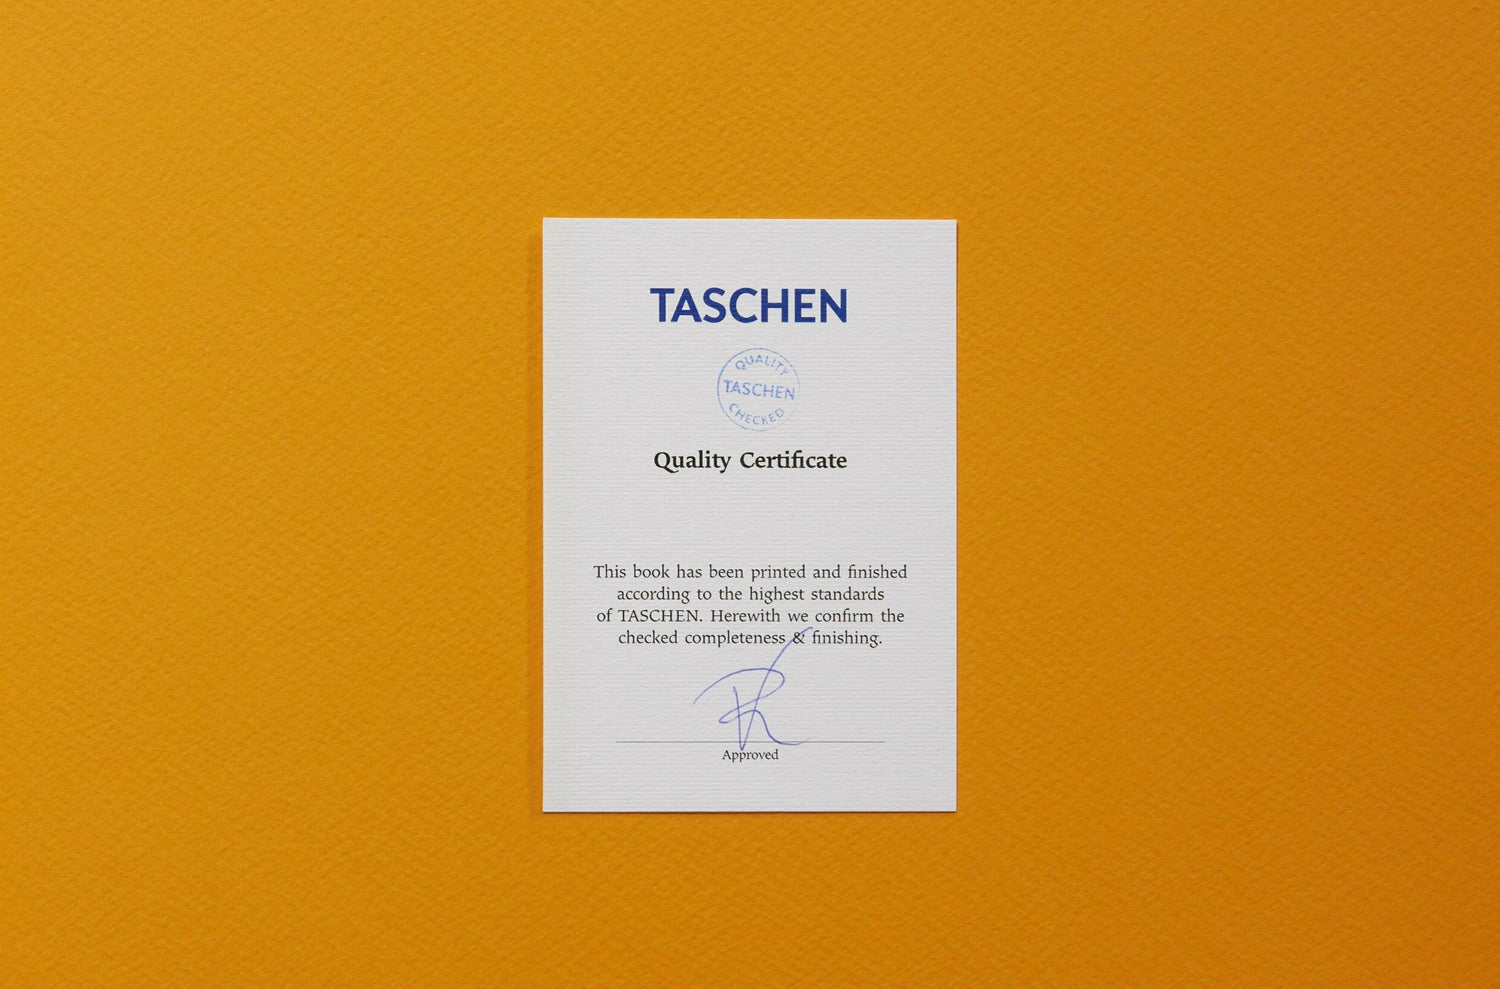 TASCHEN
QUALITY
TASCHEN
CHECKED
Quality Certificate
This book has been printed and finished
according to the highest standards
of TASCHEN. Herewith we confirm the
checked completeness & finishing.
Approved